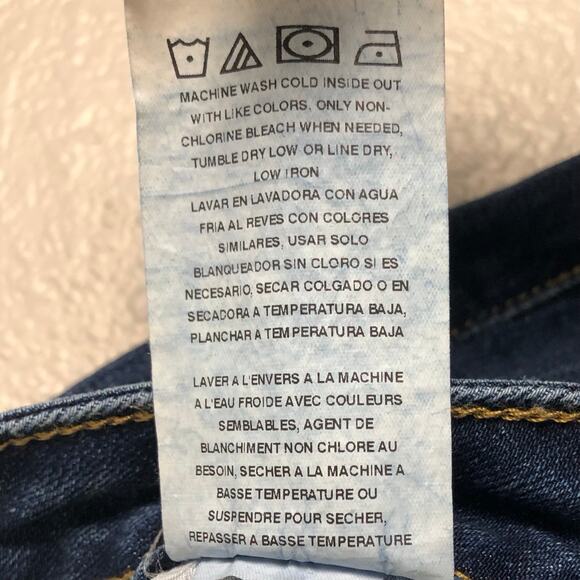 MACHINE WASH COLD INSIDE OUT
WITH LIKE COLORS, ONLY NON-
CHLORINE BLEACH WHEN NEEDED,
TUMBLE DRY LOW OR LINE DRY,
LOW IRON
LAVAR EN LAVADORA CON AGUA
FRIA AL REVES CON COLORES
SIMILARES, USAR SOLO
BLANQUEADOR SIN CLORO SI ES
NECESARIO, SECAR COLGADO O EN
SECADORA A TEMPERATURA BAJA,
PLANCHAR A TEMPERATURA BAJA
LAVER A L'ENVERS A LA MACHINE
A L'EAU FROIDE AVEC COULEURS
SEMBLABLES, AGENT DE
BLANCHIMENT NON CHLORE AU
BESOIN, SECHER A LA MACHINE A
BASSE TEMPERATURE OU
SUSPENDRE POUR SECHER,
REPASSER A BASSE TEMPERATURE